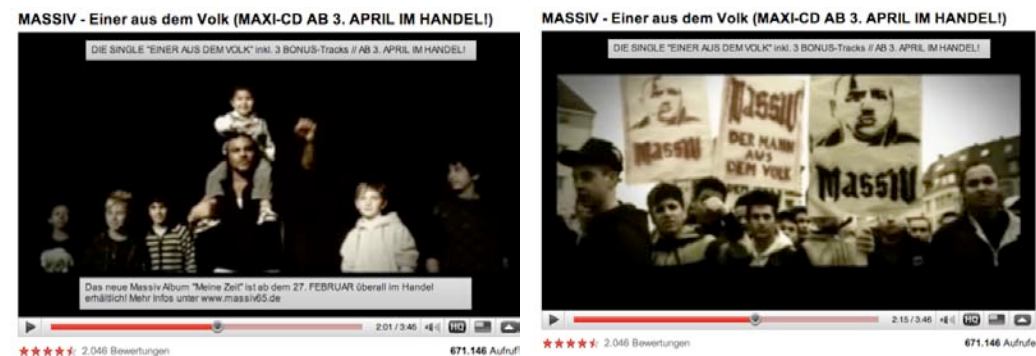 MASSIV - Einer aus dem Volk (MAXI-CD AB 3. APRIL IM HANDEL!)
DIE SINGLE "EINER AUS DEM VOLK" inkl. 3 BONUS-Tracks // AB 3. APRIL IM HANDEL!
Das neue Massiv Album "Meine Zeit" ist ab dem 27. FEBRUAR überall im Handel
erhältlich! Mehr Infos unter www.massiv65.de
2:01 / 3:46 HQ
2.046 Bewertungen 671.146 Aufruf
MASSIV - Einer aus dem Volk (MAXI-CD AB 3. APRIL IM HANDEL!)
DIE SINGLE "EINER AUS DEM VOLK" inkl. 3 BONUS-Tracks // AB 3. APRIL IM HANDEL!
Massiv
Massiv
DER MANN
AUS
DEM VOLK
Massiv
2:15 / 3:46 HQ
2.046 Bewertungen 671.146 Aufrufe